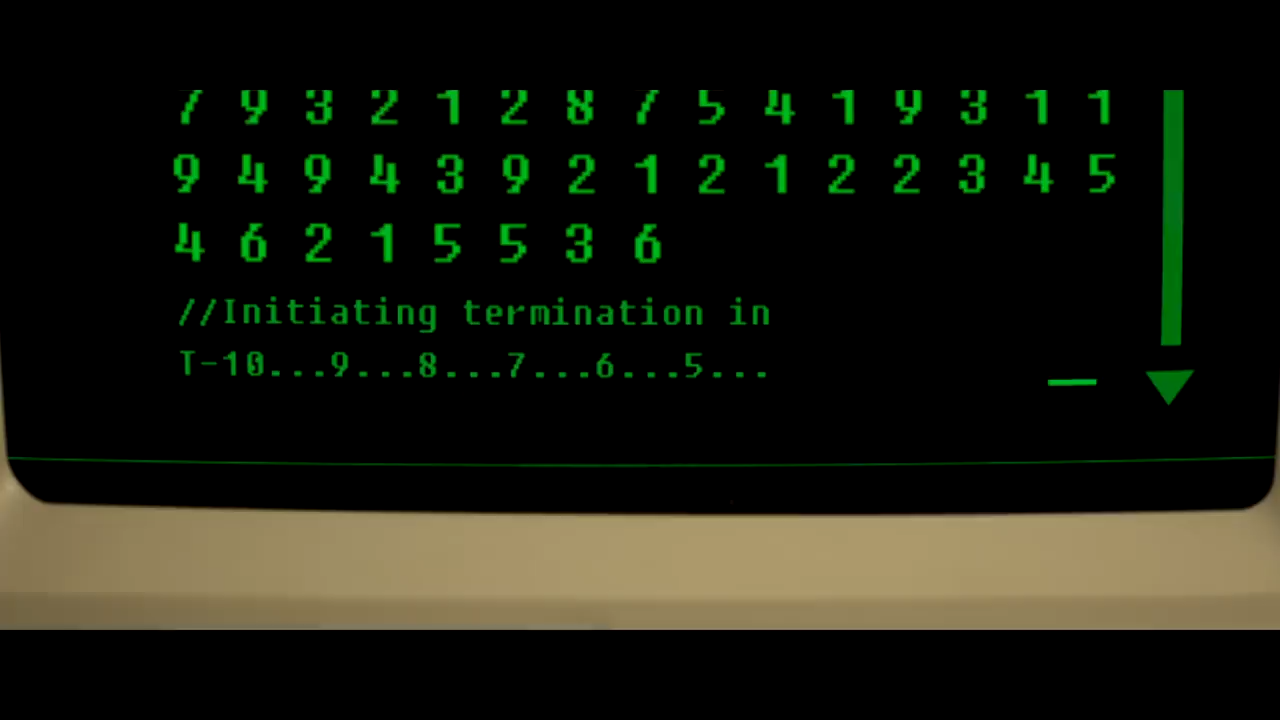 7 9 3 2 1 2 8 7 5 4 1 9 3 1 1
9 4 9 4 3 9 2 1 2 1 2 2 3 4 5
4 6 2 1 5 5 3 6
//Initiating termination in
T-10...9...8...7...6...5...